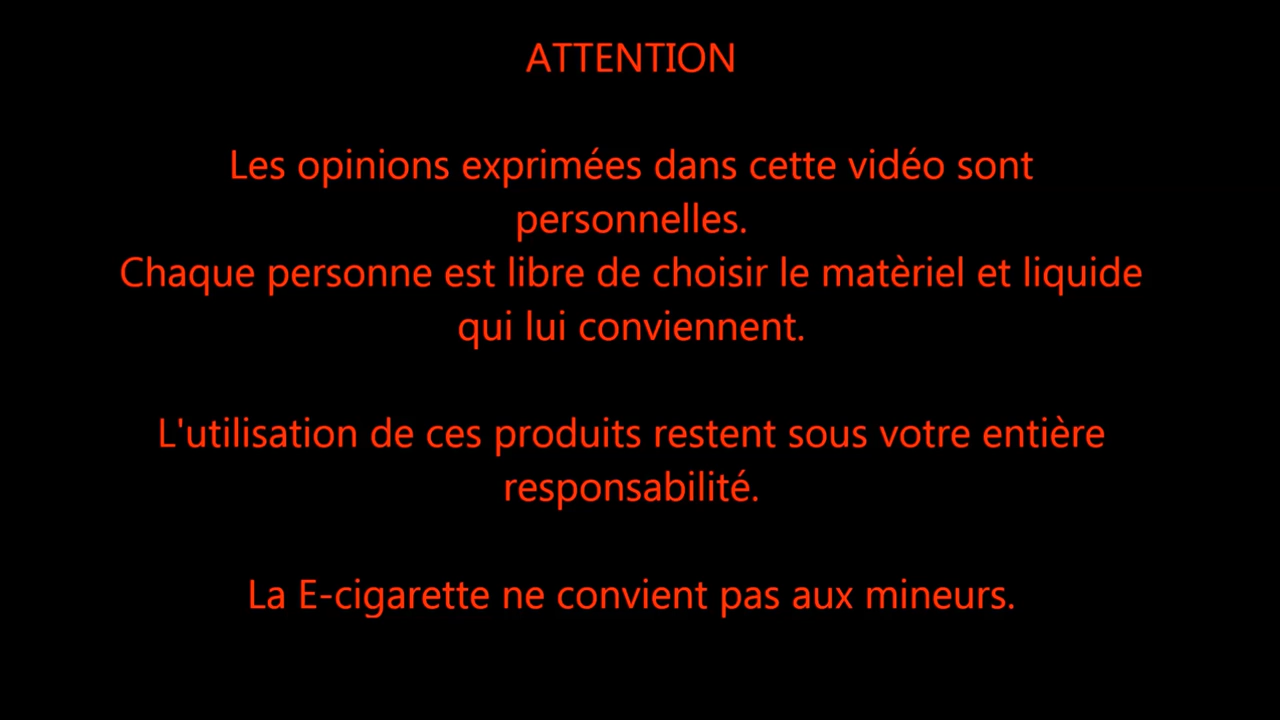 ATTENTION
Les opinions exprimées dans cette vidéo sont
personnelles.
Chaque personne est libre de choisir le matèriel et liquide
qui lui conviennent.
L'utilisation de ces produits restent sous votre entière
responsabilité.
La E-cigarette ne convient pas aux mineurs.